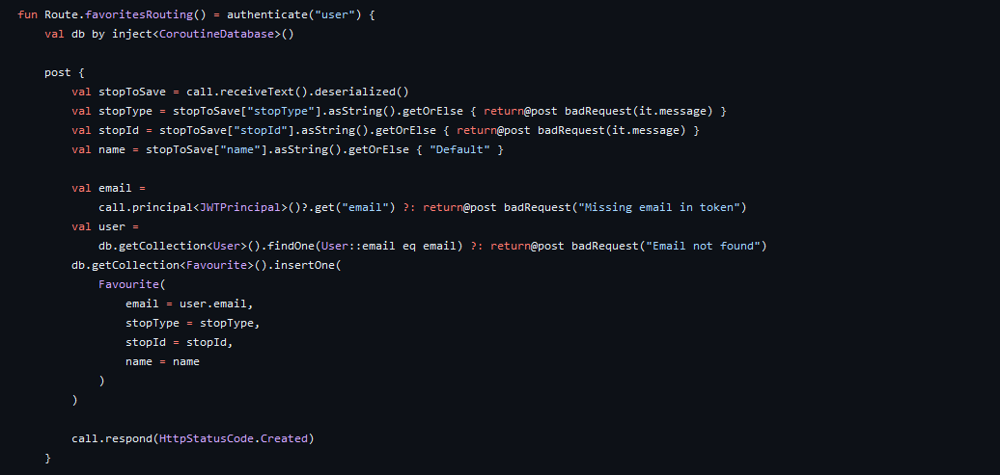 fun Route.favoritesRouting() = authenticate("user") {
    val db by inject<CoroutineDatabase>()

    post {
        val stopToSave = call.receiveText().deserialized()
        val stopType = stopToSave["stopType"].asString().getOrElse { return@post badRequest(it.message) }
        val stopId = stopToSave["stopId"].asString().getOrElse { return@post badRequest(it.message) }
        val name = stopToSave["name"].asString().getOrElse { "Default" }

        val email =
            call.principal<JWTPrincipal>()?.get("email") ?: return@post badRequest("Missing email in token")
        val user =
            db.getCollection<User>().findOne(User::email eq email) ?: return@post badRequest("Email not found")
        db.getCollection<Favourite>().insertOne(
            Favourite(
                email = user.email,
                stopType = stopType,
                stopId = stopId,
                name = name
            )
        )

        call.respond(HttpStatusCode.Created)
    }